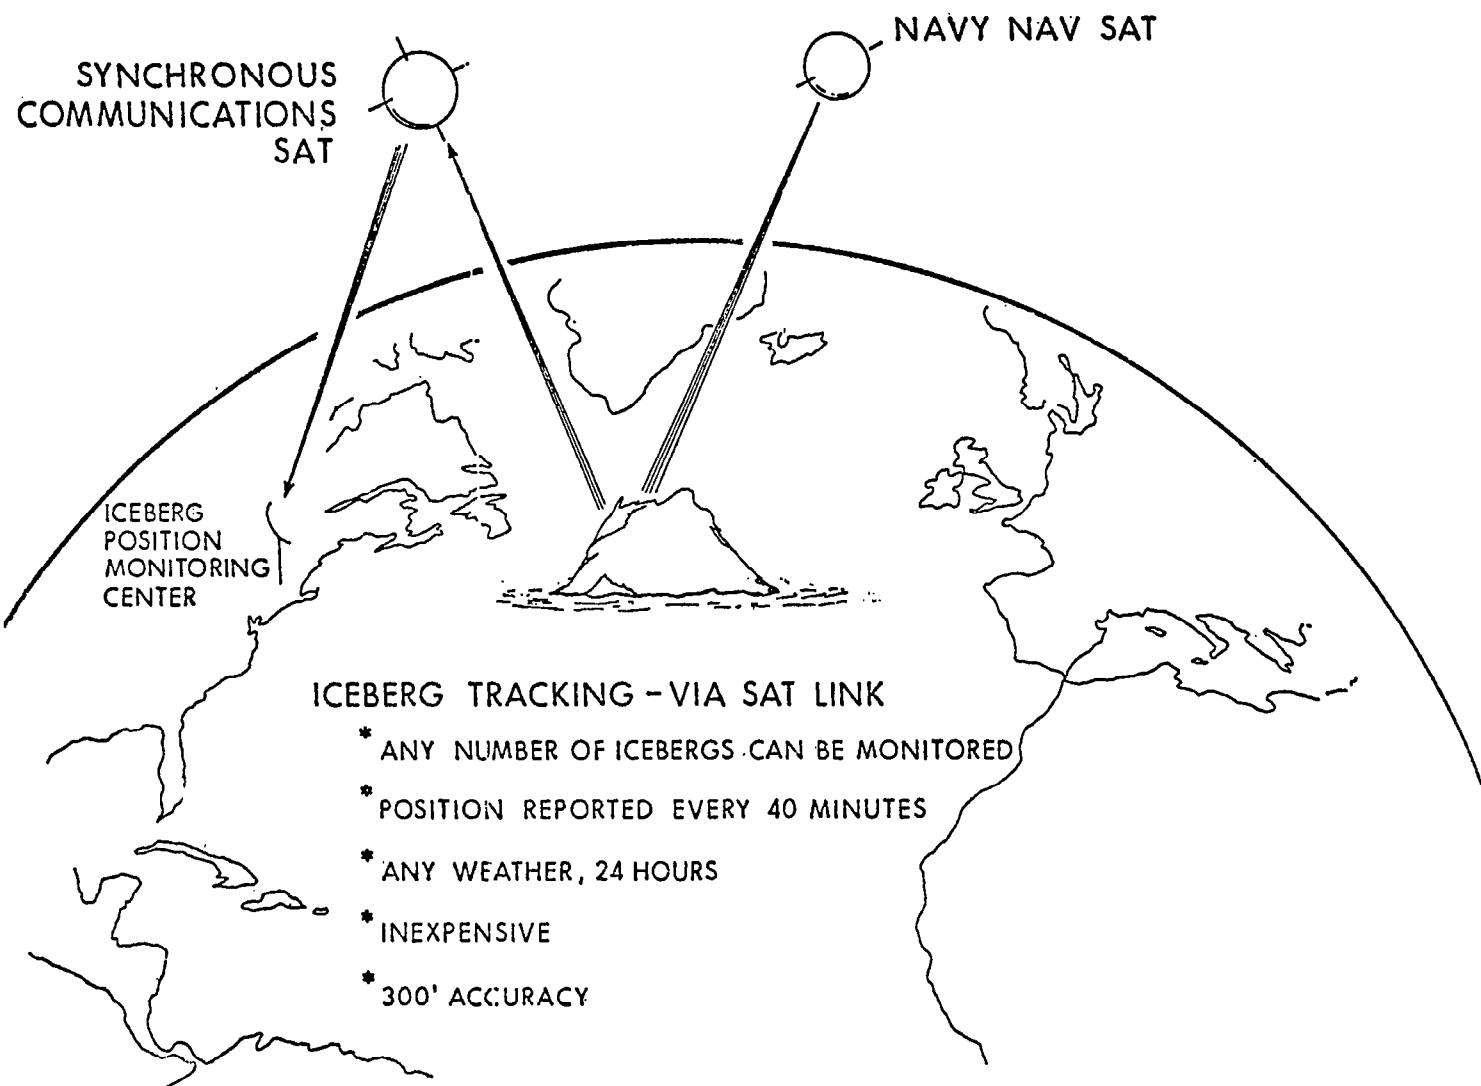 NAVY NAV SAT
SYNCHRONOUS
COMMUNICATIONS
SAT
ICEBERG
POSITION
MONITORING
CENTER
ICEBERG TRACKING - VIA SAT LINK
* ANY NUMBER OF ICEBERGS CAN BE MONITORED
* POSITION REPORTED EVERY 40 MINUTES
* ANY WEATHER, 24 HOURS
* INEXPENSIVE
* 300' ACCURACY